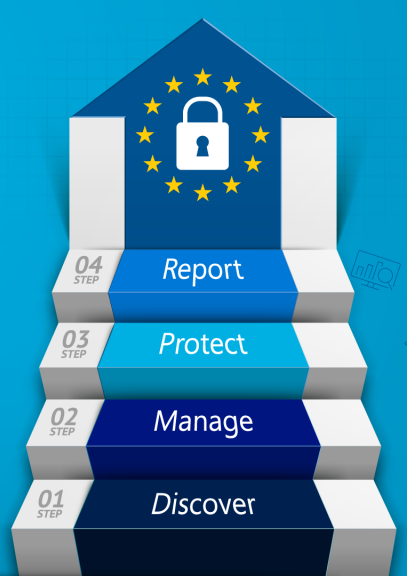 04
STEP
Report
03
STEP
Protect
02
STEP
Manage
01
STEP
Discover